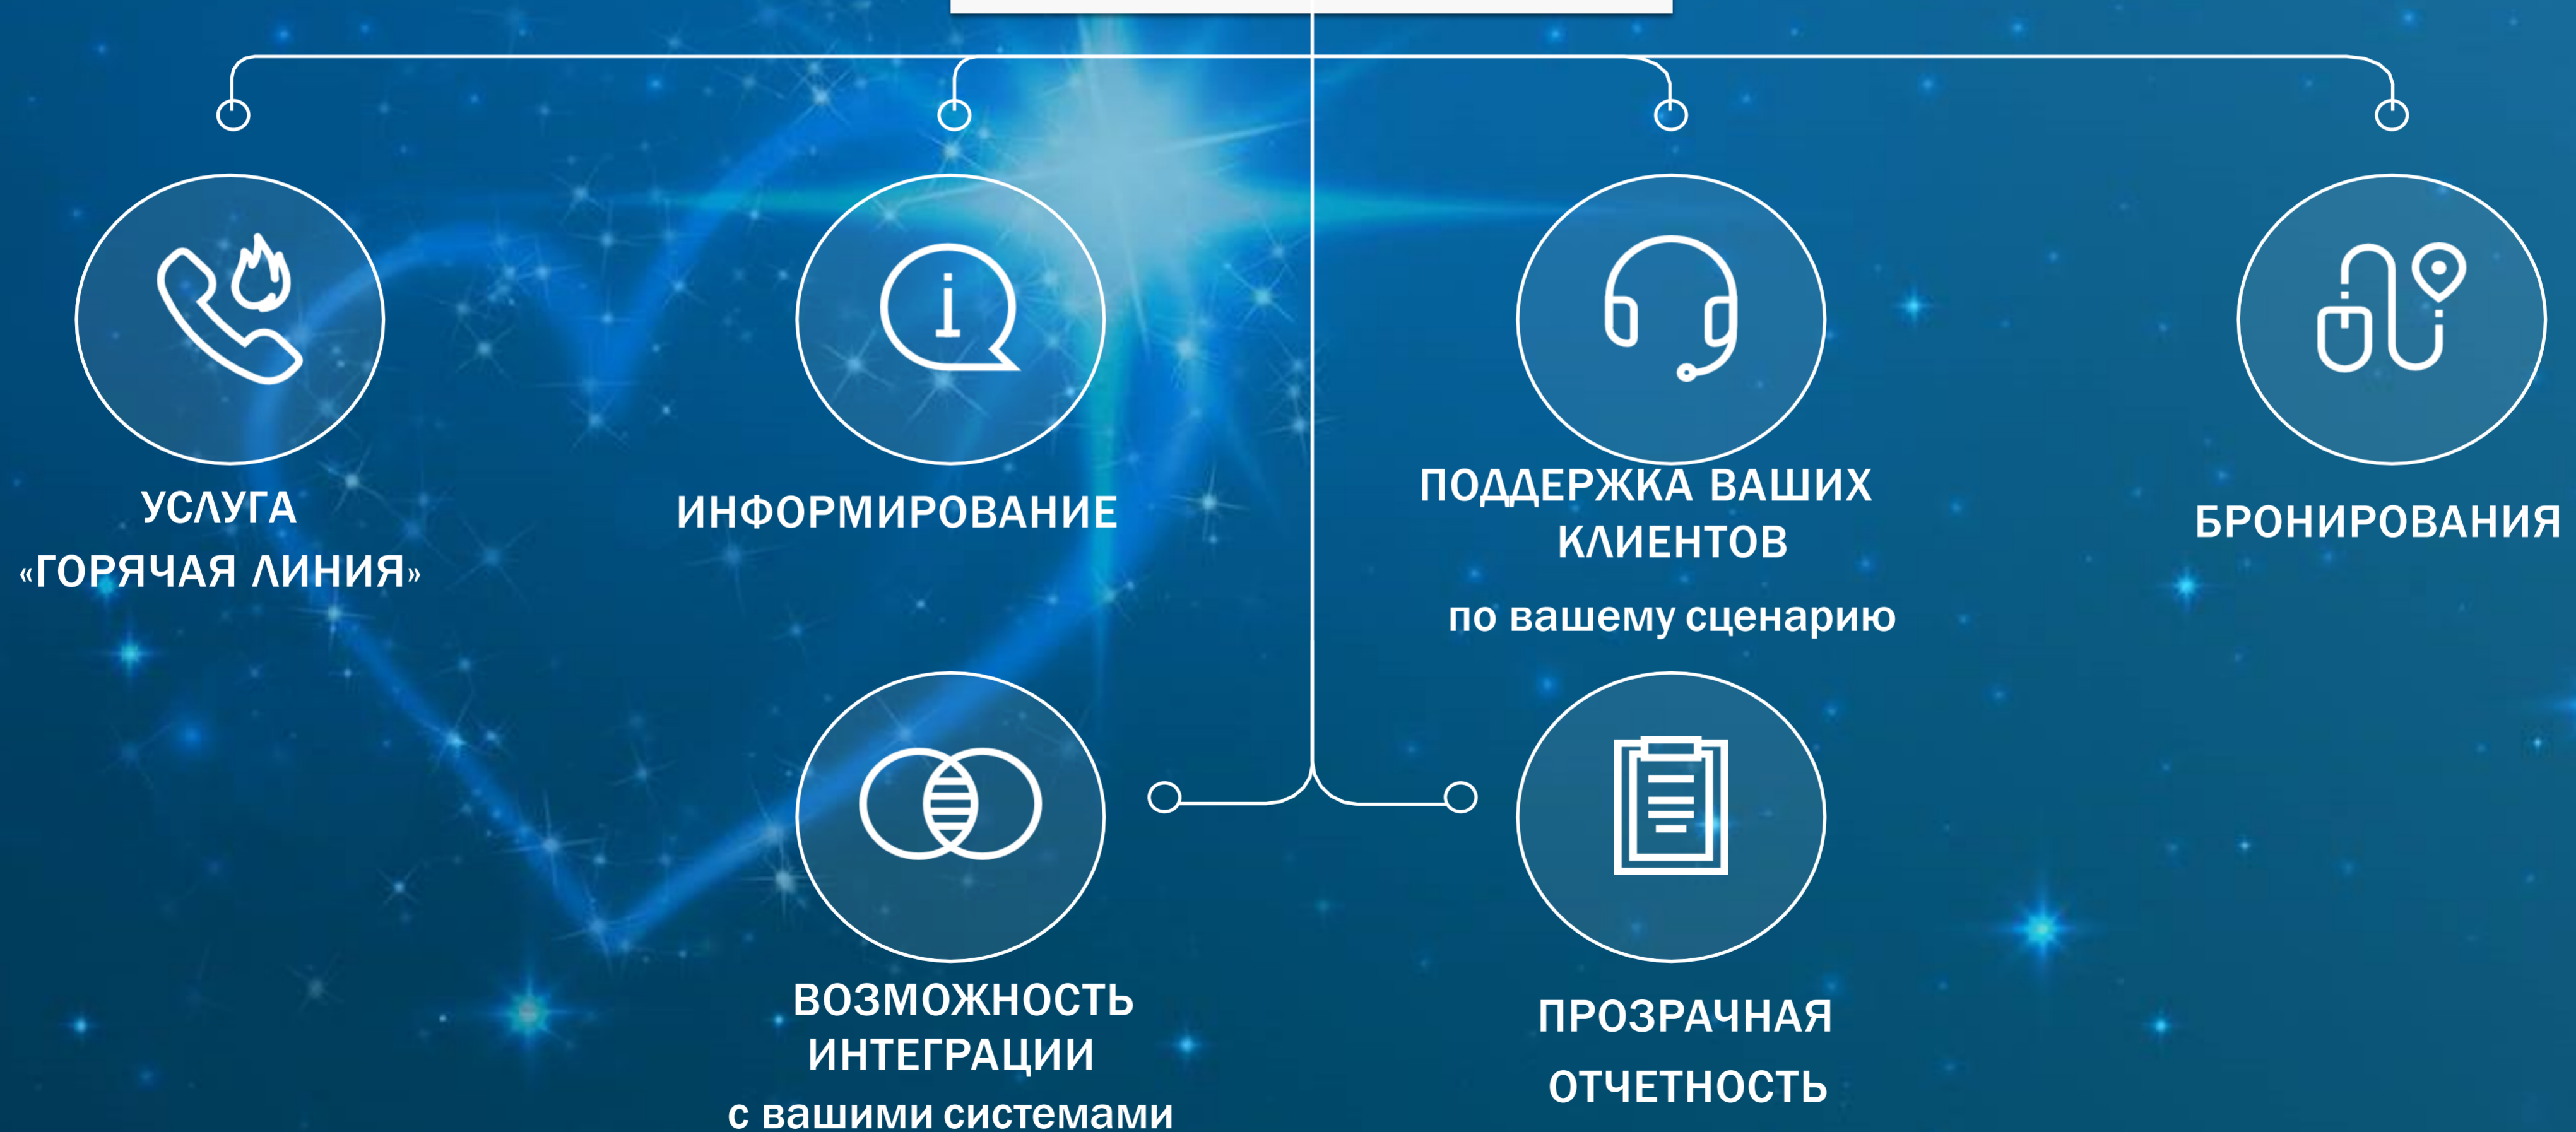 УСЛУГА
«ГОРЯЧАЯ ЛИНИЯ»
ИНФОРМИРОВАНИЕ
ПОДДЕРЖКА ВАШИХ
КЛИЕНТОВ
по вашему сценарию
БРОНИРОВАНИЯ
ВОЗМОЖНОСТЬ
ИНТЕГРАЦИИ
с вашими системами
ПРОЗРАЧНАЯ
ОТЧЕТНОСТЬ